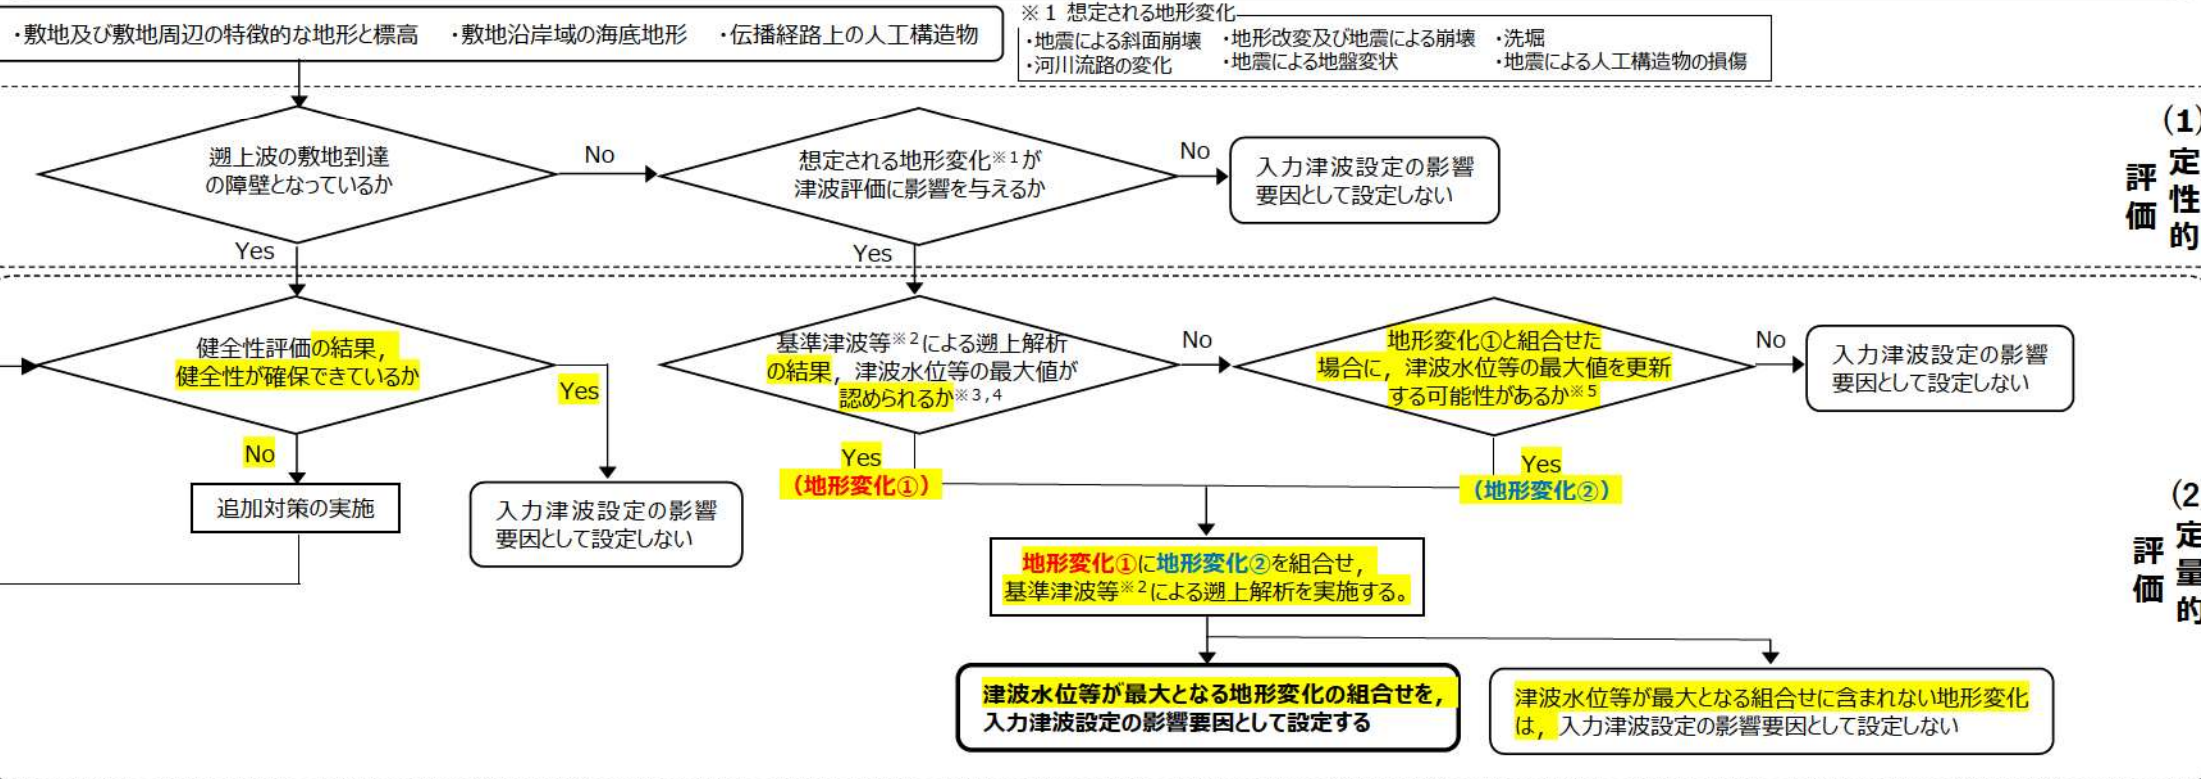 ・敷地及び敷地周辺の特徴的な地形と標高　・敷地沿岸域の海底地形　・伝播経路上の人工構造物
※１ 想定される地形変化
・地震による斜面崩壊　・地形改変及び地震による崩壊　・洗堀
・河川流路の変化　・地震による地盤変状　・地震による人工構造物の損傷
(1)定性的評価
遡上波の敷地到達
の障壁となっているか
No
想定される地形変化※1が
津波評価に影響を与えるか
No
入力津波設定の影響
要因として設定しない
Yes
Yes
健全性評価の結果，
健全性が確保できているか
Yes
No
追加対策の実施
入力津波設定の影響
要因として設定しない
基準津波等※2による遡上解析
の結果，津波水位等の最大値が
認められるか※3,4
No
地形変化①と組合せた
場合に，津波水位等の最大値を更新
する可能性があるか※5
No
入力津波設定の影響
要因として設定しない
Yes
（地形変化①）
Yes
（地形変化②）
(2
定量的評価
地形変化①に地形変化②を組合せ，
基準津波等※2による遡上解析を実施する。
津波水位等が最大となる地形変化の組合せを，
入力津波設定の影響要因として設定する
津波水位等が最大となる組合せに含まれない地形変化
は，入力津波設定の影響要因として設定しない